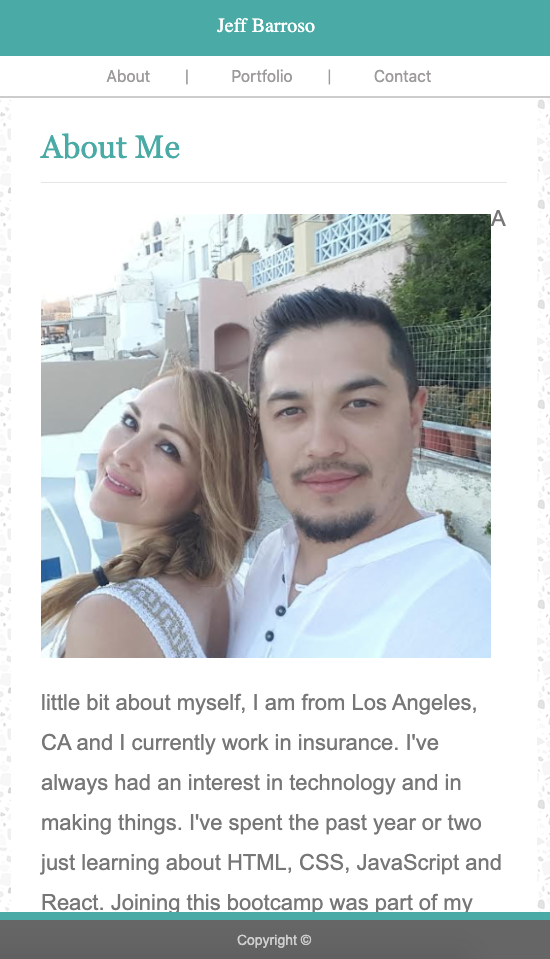 Jeff Barroso
About | Portfolio | Contact
About Me
A
little bit about myself, I am from Los Angeles,
CA and I currently work in insurance. I've
always had an interest in technology and in
making things. I've spent the past year or two
just learning about HTML, CSS, JavaScript and
React. Joining this bootcamp was part of my
Copyright ©